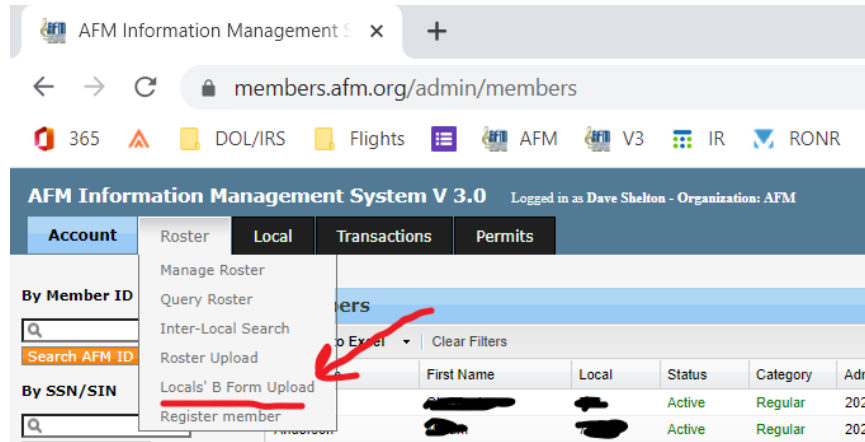 AFM Information Management S
members.afm.org/admin/members
365 DOL/IRS Flights AFM V3 IR RONR
AFM Information Management System V 3.0 Logged in as Dave Shelton - Organization: AFM
Account Roster Local Transactions Permits
Manage Roster
By Member ID Query Roster
Inter-Local Search
Search AFM ID Roster Upload
to Excel Clear Filters
By SSN/SIN Locals' B Form Upload
First Name Local Status Category
Active Regular 202
Register member
Active Regular 202